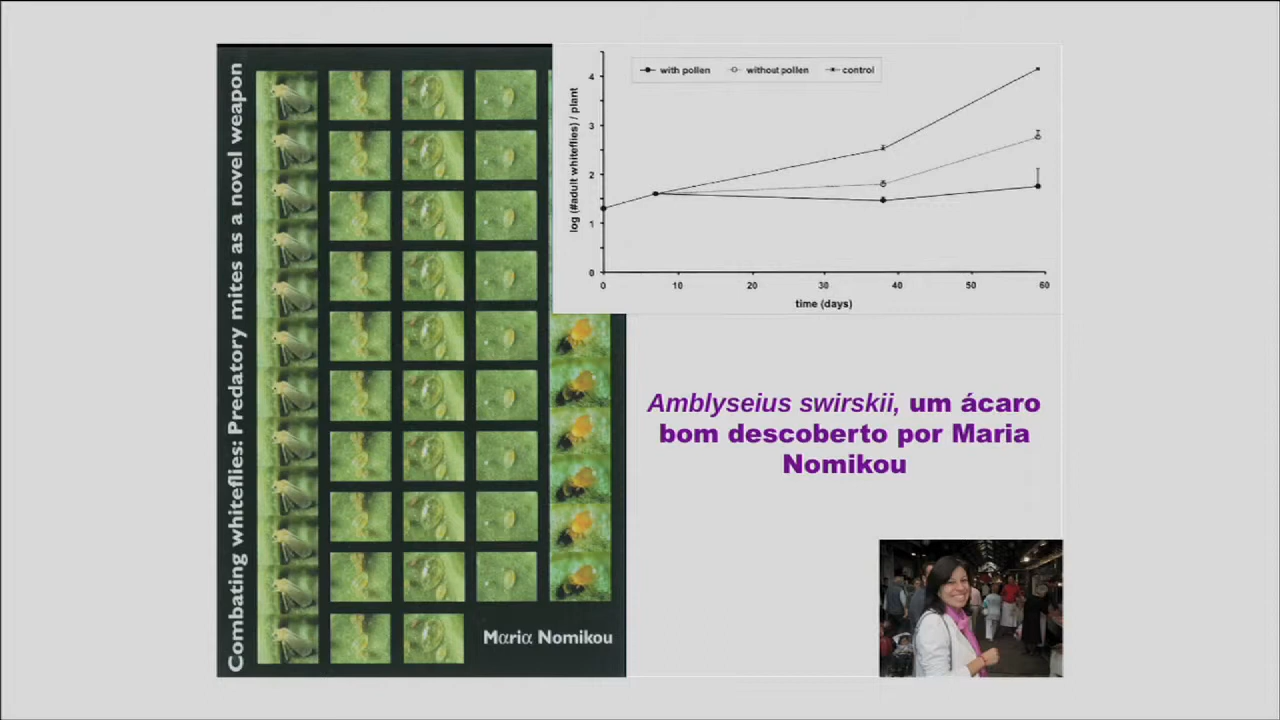 Combating whiteflies: Predatory mites as a novel weapon
Maria Nomikou
with pollen without pollen control
log (#adult whiteflies) / plant
4
3
2
1
0
0 10 20 30 40 50 60
time (days)
Amblyseius swirskii, um ácaro
bom descoberto por Maria
Nomikou